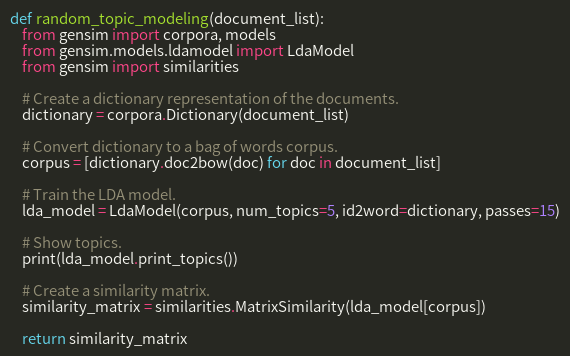 def random_topic_modeling(document_list):
    from gensim import corpora, models
    from gensim.models.ldamodel import LdaModel
    from gensim import similarities

    # Create a dictionary representation of the documents.
    dictionary = corpora.Dictionary(document_list)

    # Convert dictionary to a bag of words corpus.
    corpus = [dictionary.doc2bow(doc) for doc in document_list]

    # Train the LDA model.
    lda_model = LdaModel(corpus, num_topics=5, id2word=dictionary, passes=15)

    # Show topics.
    print(lda_model.print_topics())

    # Create a similarity matrix.
    similarity_matrix = similarities.MatrixSimilarity(lda_model[corpus])

    return similarity_matrix